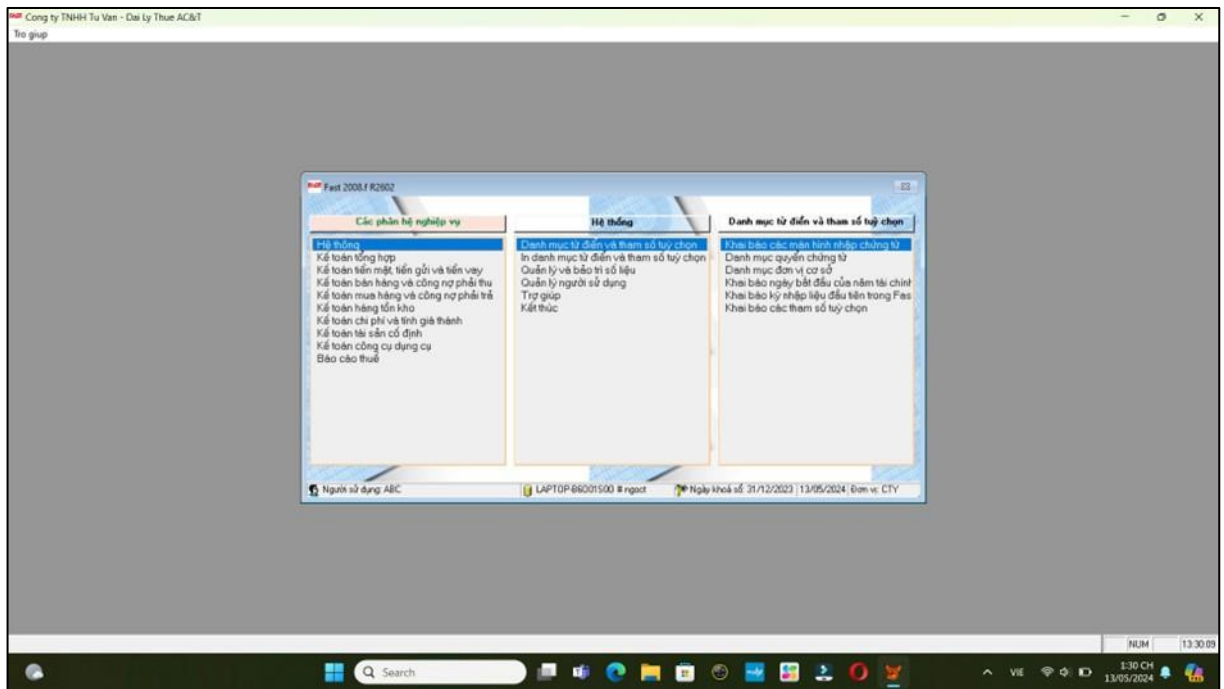 Cong ty TNHH Tu Van - Dai Ly Thue AC&T
Tro giup
Fast 2008.f R2602
Các phân hệ nghiệp vụ
Hệ thống
Danh mục từ điển và tham số tuỳ chọn
Hệ thống
Kế toán tổng hợp
Kế toán tiền mặt, tiền gửi và tiền vay
Kế toán bán hàng và công nợ phải thu
Kế toán mua hàng và công nợ phải trả
Kế toán hàng tồn kho
Kế toán chi phí và tính giá thành
Kế toán tài sản cố định
Kế toán công cụ dụng cụ
Báo cáo thuế
Danh mục từ điển và tham số tuỳ chọn
In danh mục từ điển và tham số tuỳ chọn
Quản lý và bảo trì số liệu
Quản lý người sử dụng
Trợ giúp
Kết thúc
Khai báo các màn hình nhập chứng từ
Danh mục quyển chứng từ
Danh mục đơn vị cơ sở
Khai báo ngày bắt đầu của năm tài chính
Khai báo kỳ nhập liệu đầu tiên trong Fas
Khai báo các tham số tuỳ chọn
Người sử dụng: ABC
LAPTOP-B6001S00 # ngoct
Ngày khoá sổ: 31/12/2023
13/05/2024
Đơn vị: CTY
NUM
13:30:09
Search
VIE
1:30 CH
13/05/2024